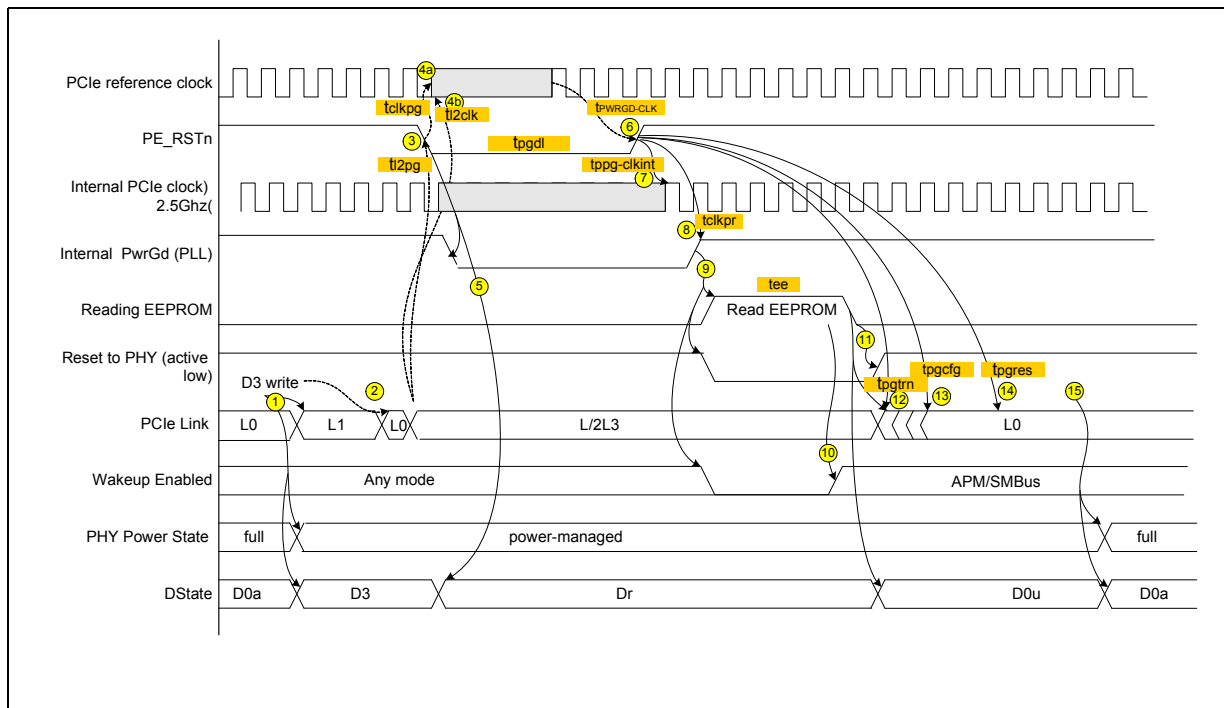 PCIe reference clock
4a
4b
tclkpg
tl2clk
tPWRGD-CLK
PE_RSTn
3
6
tpgdl
tl2pg
tppg-clkint
7
Internal PCIe clock)
2.5Ghz(
tclkpr
8
Internal PwrGd (PLL)
9
5
tee
Reading EEPROM
Read EEPROM
11
Reset to PHY (active
low)
tpgcfg
tpgres
tpgtrn
D3 write
1
2
12
13
14
15
PCIe Link
L0
L1
L0
L/2L3
L0
10
Wakeup Enabled
Any mode
APM/SMBus
PHY Power State
full
power-managed
full
DState
D0a
D3
Dr
D0u
D0a